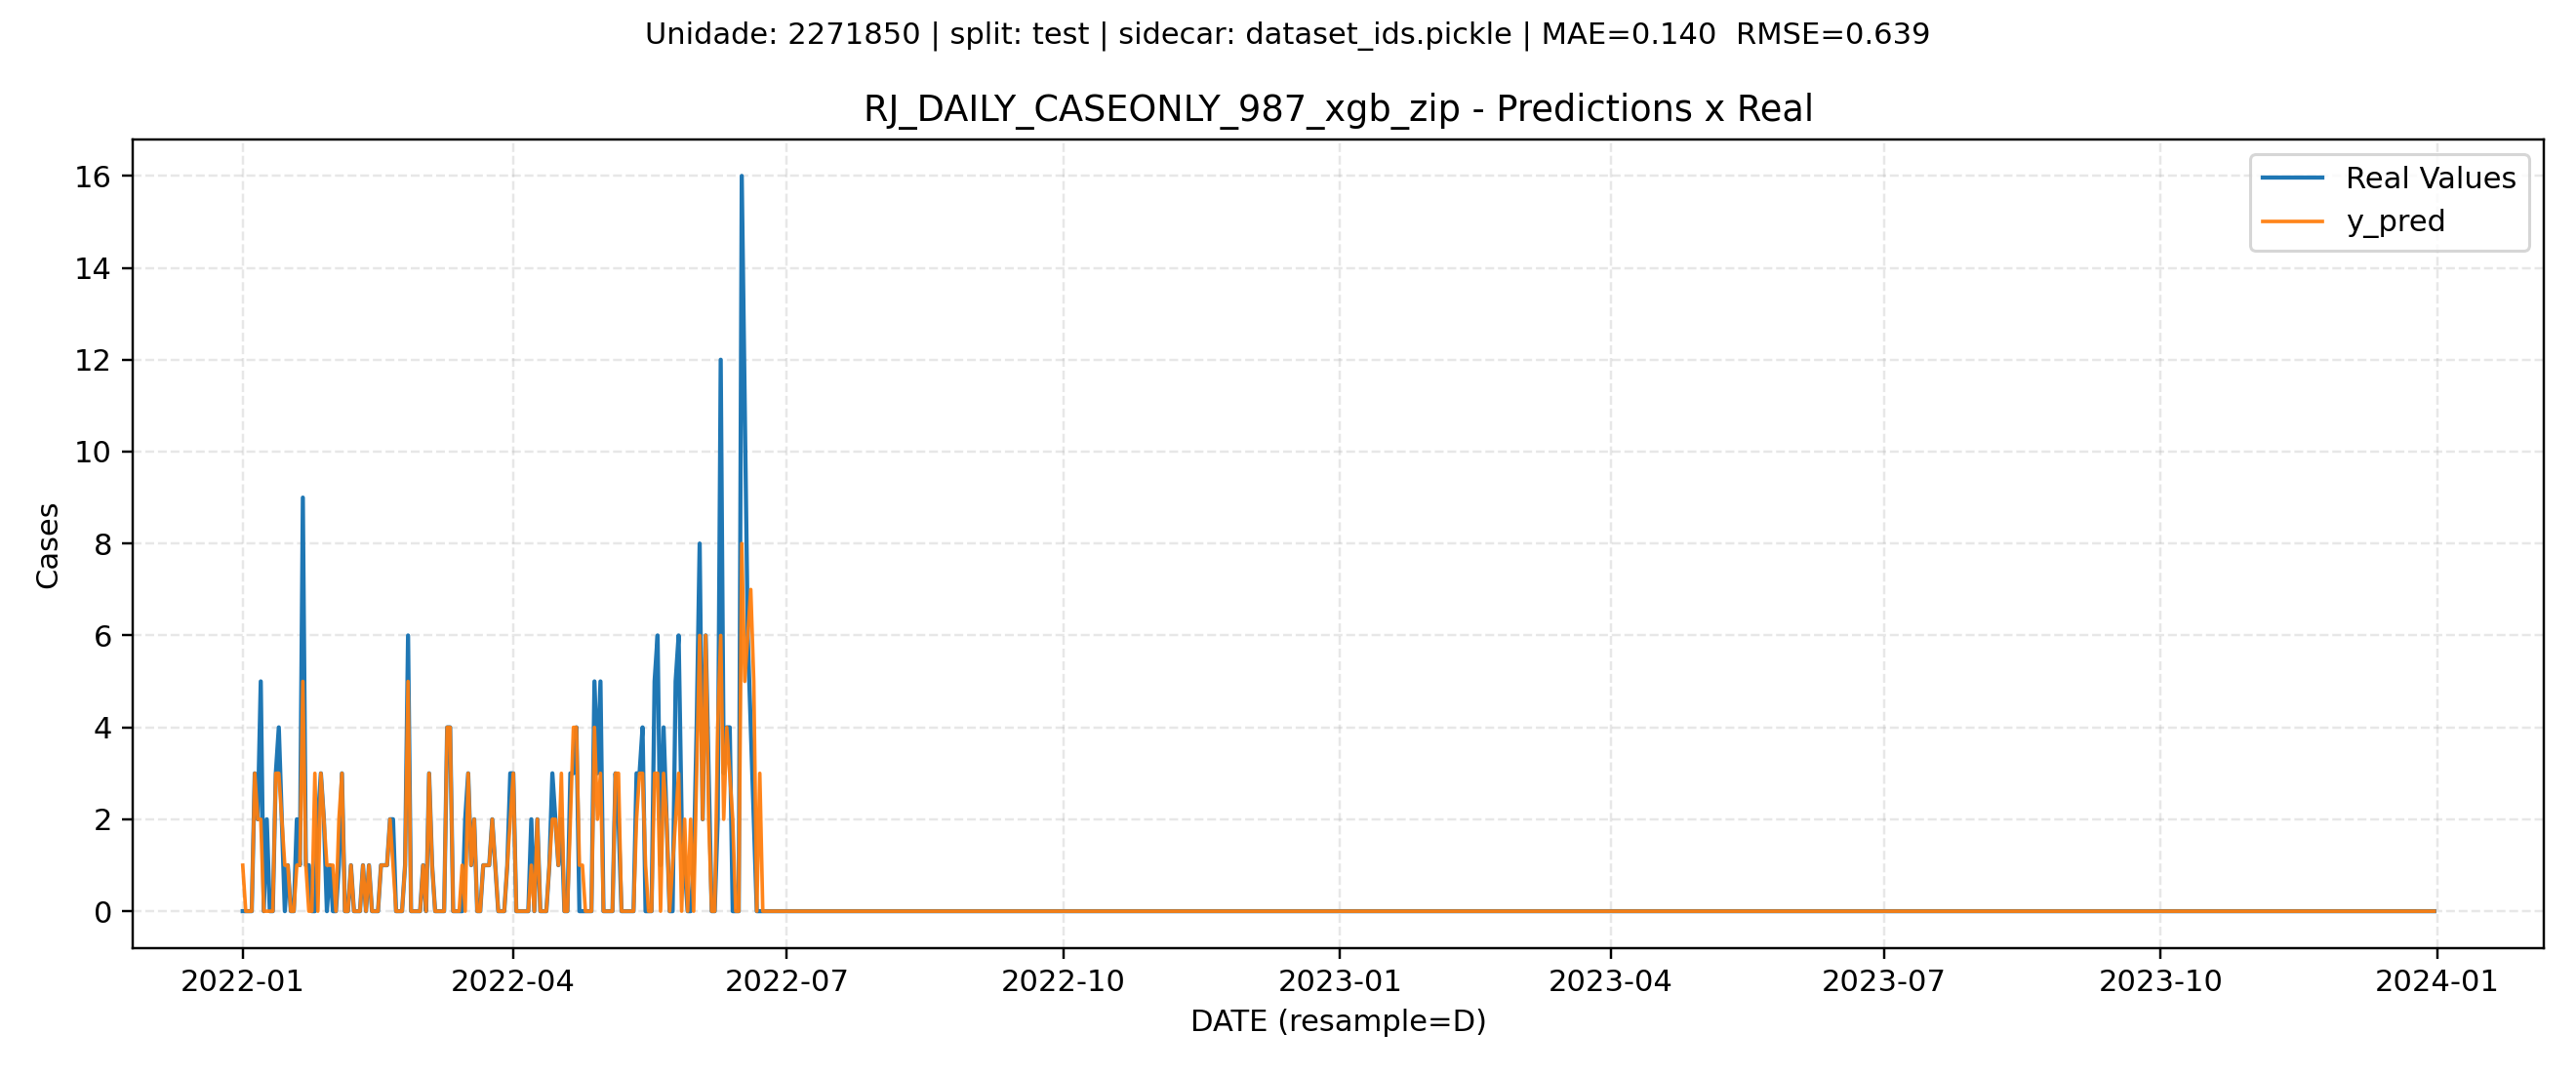 Unidade: 2271850 | split: test | sidecar: dataset_ids.pickle | MAE=0.140  RMSE=0.639
RJ_DAILY_CASEONLY_987_xgb_zip - Predictions x Real
Real Values
y_pred
16
14
12
10
8
6
4
2
0
Cases
2022-01 2022-04 2022-07 2022-10 2023-01 2023-04 2023-07 2023-10 2024-01
DATE (resample=D)